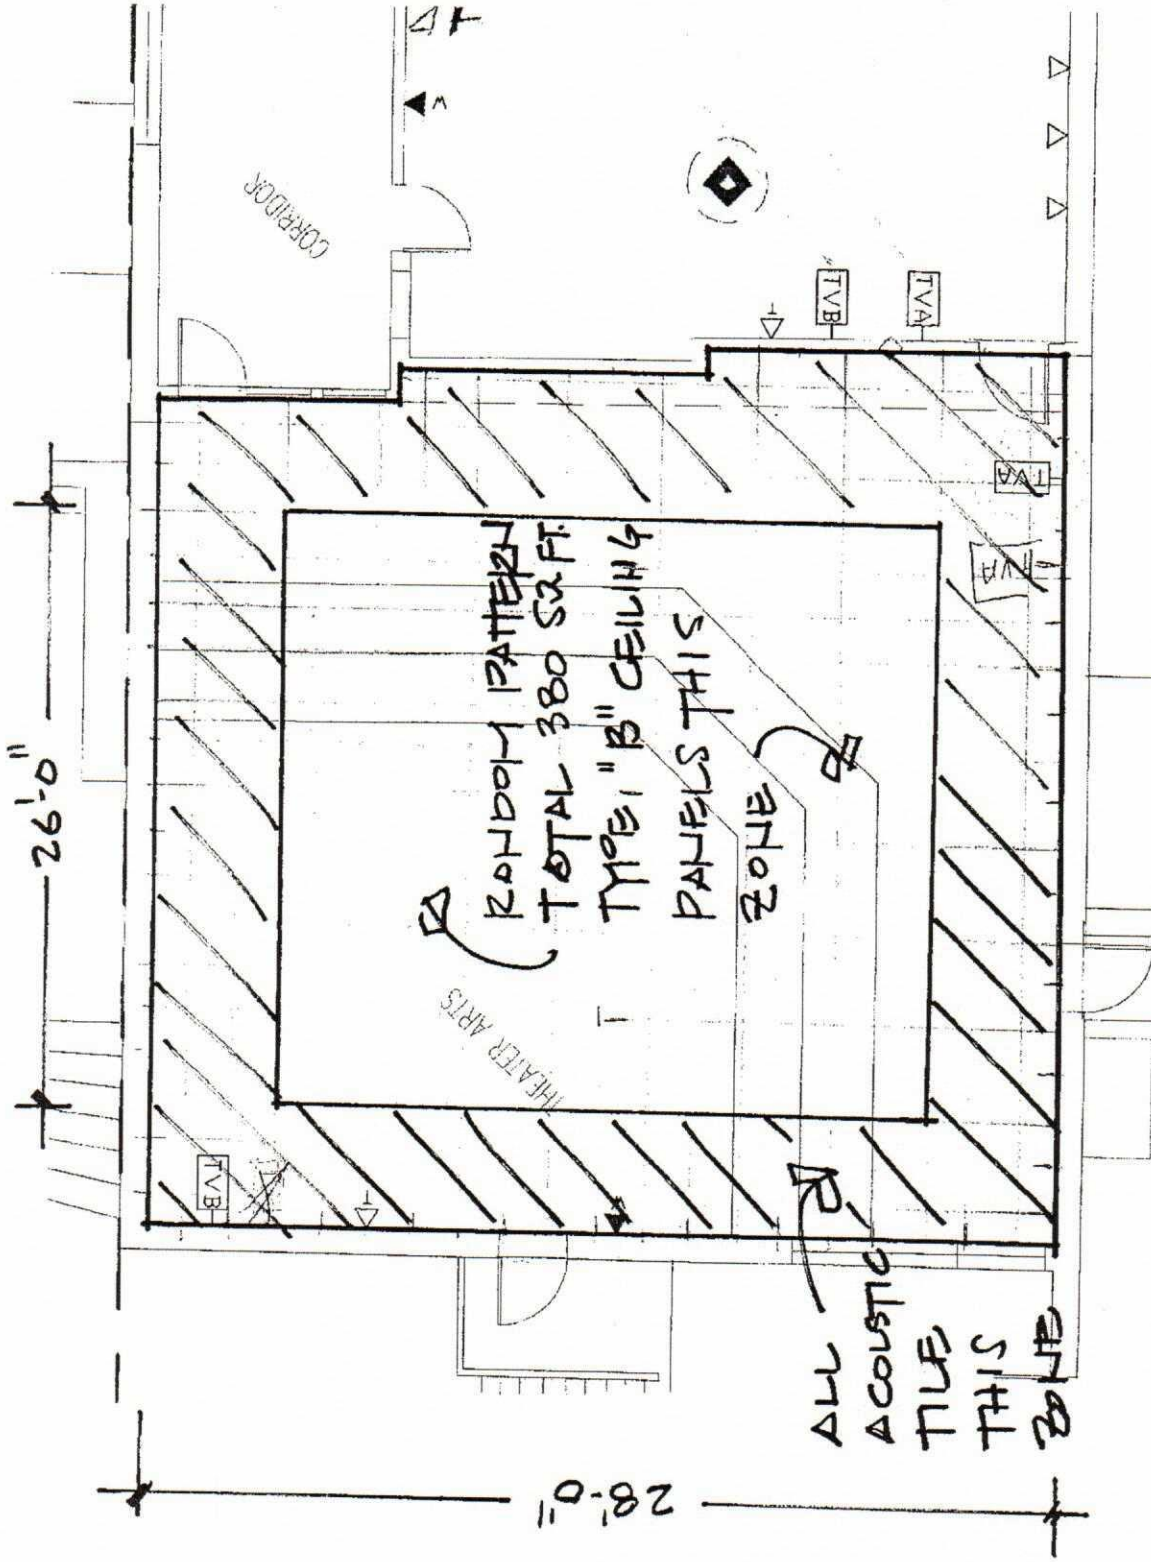 26'-0"
28'-0"
CORRIDOR
W
T
TVB
TVA
T
TVA
TVA
RANDOM PATTERN
TOTAL 380 SQ FT.
TYPE, "B" CEILING
PANELS THIS
ZONE
THEATER ARTS
TVB
T
ALL
ACOUSTIC
TILE
THIS
ZONE